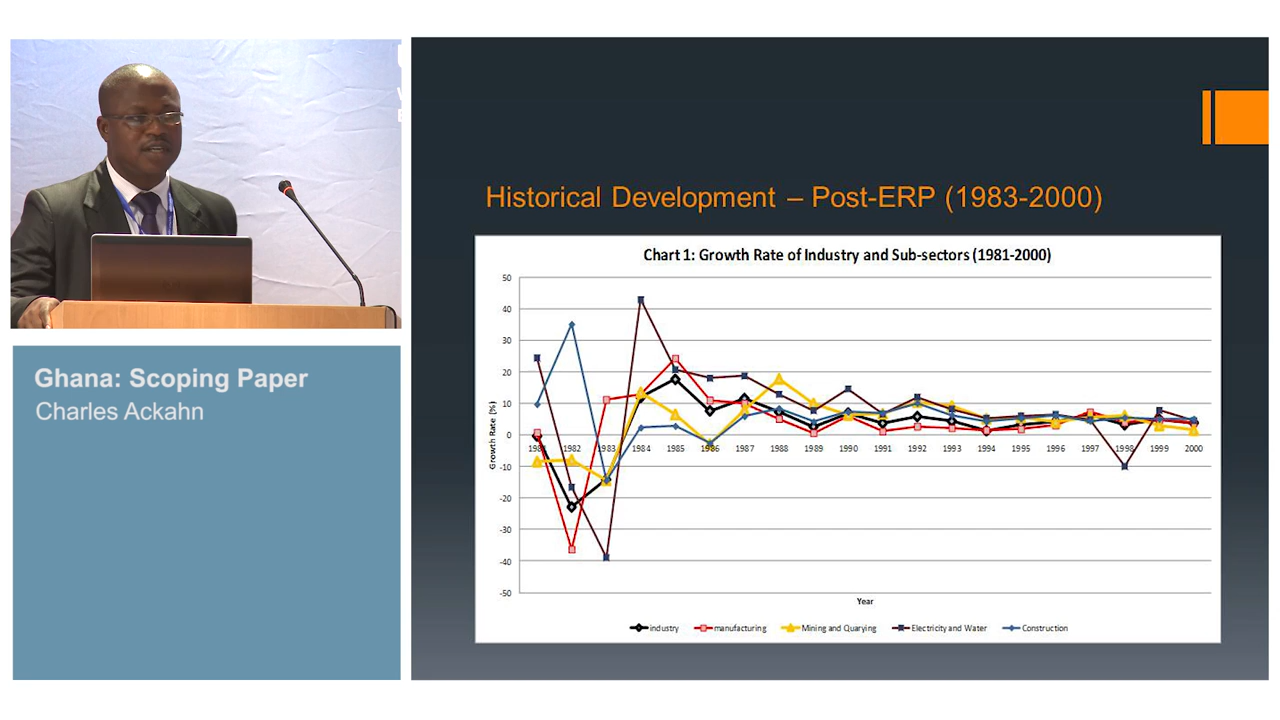 Ghana: Scoping Paper
Charles Ackahn
Historical Development – Post-ERP (1983-2000)
Chart 1: Growth Rate of Industry and Sub-sectors (1981-2000)
Growth Rate (%)
50
40
30
20
10
0
-10
-20
-30
-40
-50
1981 1982 1983 1984 1985 1986 1987 1988 1989 1990 1991 1992 1993 1994 1995 1996 1997 1998 1999 2000
Year
industry manufacturing Mining and Quarying Electricity and Water Construction